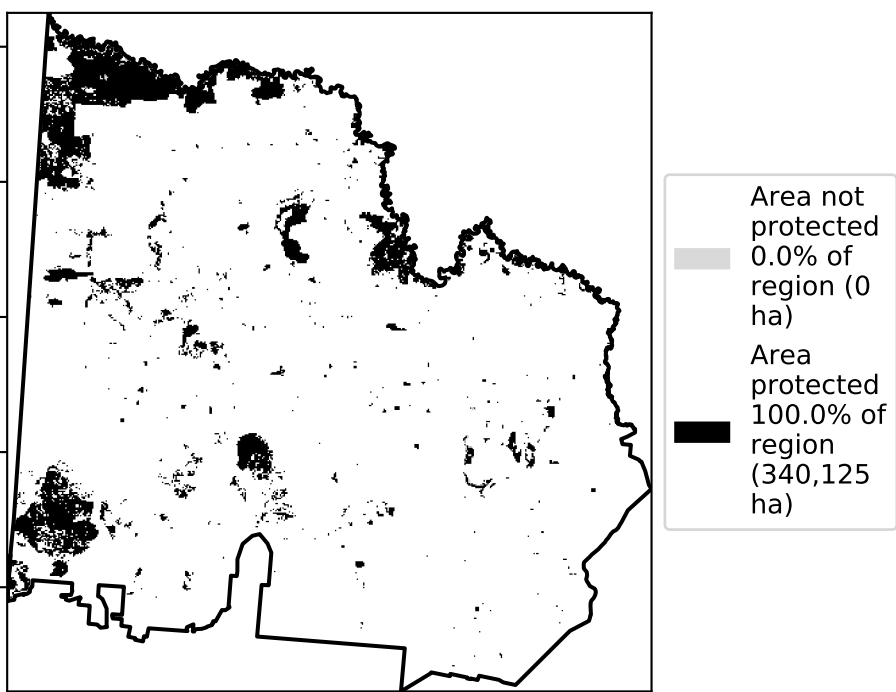 Area not
protected
0.0% of
region (0
ha)
Area
protected
100.0% of
region
(340,125
ha)